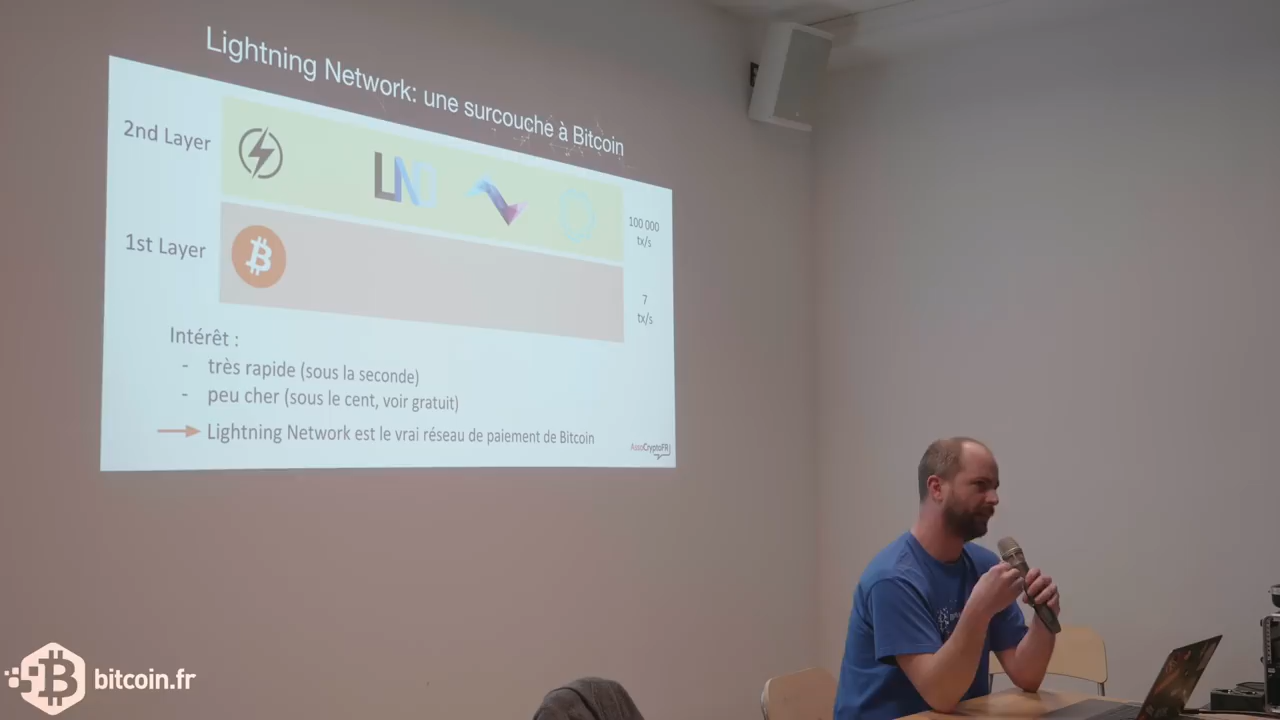 Lightning Network: une surcouche à Bitcoin
2nd Layer
LND
100 000
tx/s
1st Layer
7
tx/s
Intérêt :
- très rapide (sous la seconde)
- peu cher (sous le cent, voir gratuit)
Lightning Network est le vrai réseau de paiement de Bitcoin
bitcoin.fr